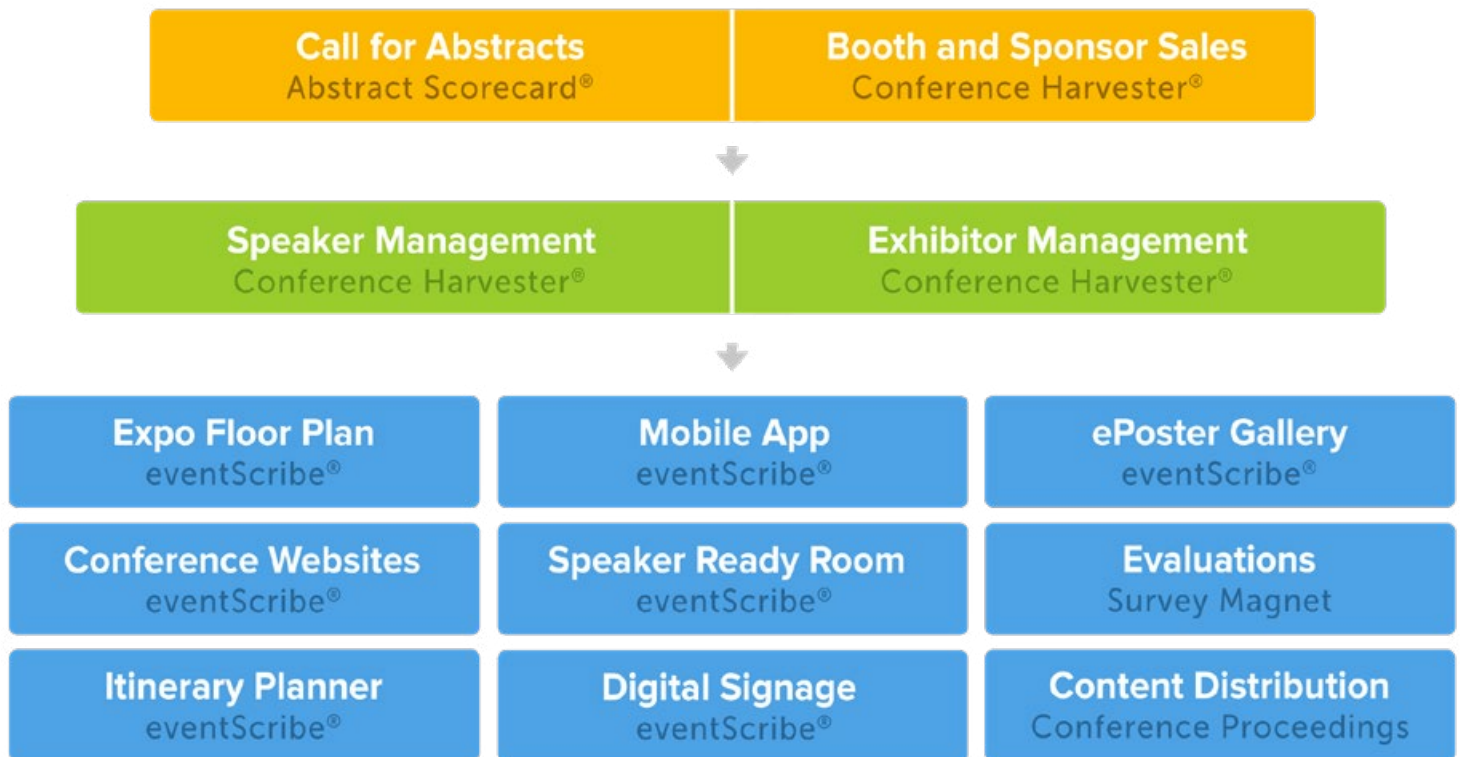 Call for Abstracts
Abstract Scorecard®
Booth and Sponsor Sales
Conference Harvester®
Speaker Management
Conference Harvester®
Exhibitor Management
Conference Harvester®
Expo Floor Plan
eventScribe®
Mobile App
eventScribe®
ePoster Gallery
eventScribe®
Conference Websites
eventScribe®
Speaker Ready Room
eventScribe®
Evaluations
Survey Magnet
Itinerary Planner
eventScribe®
Digital Signage
eventScribe®
Content Distribution
Conference Proceedings